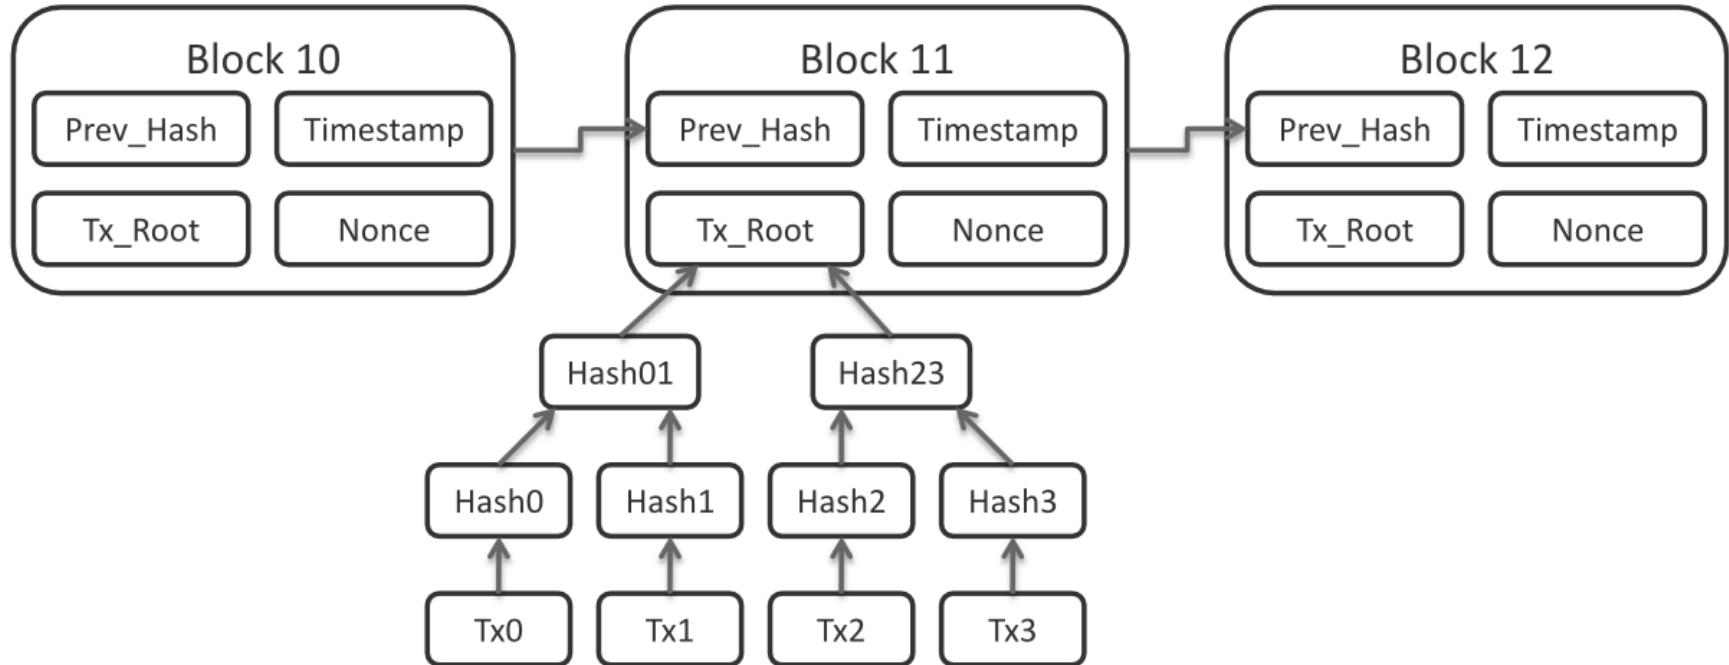 Block 10
Prev_Hash Timestamp
Tx_Root Nonce
Block 11
Prev_Hash Timestamp
Tx_Root Nonce
Block 12
Prev_Hash Timestamp
Tx_Root Nonce
Hash01 Hash23
Hash0 Hash1 Hash2 Hash3
Tx0 Tx1 Tx2 Tx3